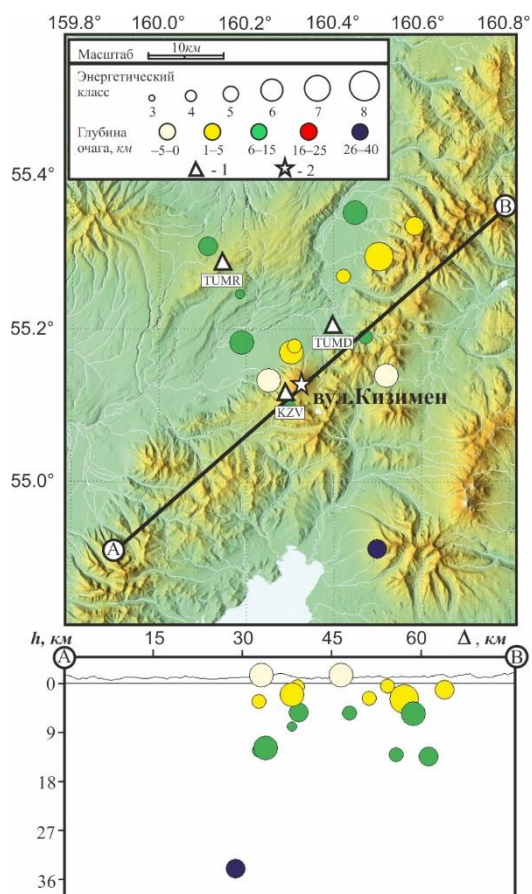 159.8° 160.0° 160.2° 160.4° 160.6° 160.8°
Масштаб 10км
Энергетический
класс
3 4 5 6 7 8
Глубина
очага, км
–5–0 1–5 6–15 16–25 26–40
- 1 - 2
55.4°
B
TUMR
55.2°
TUMD
вул.Кизимен
KZV
55.0°
A
h, км 15 30 45 60 Δ, км
A B
0
9
18
27
36